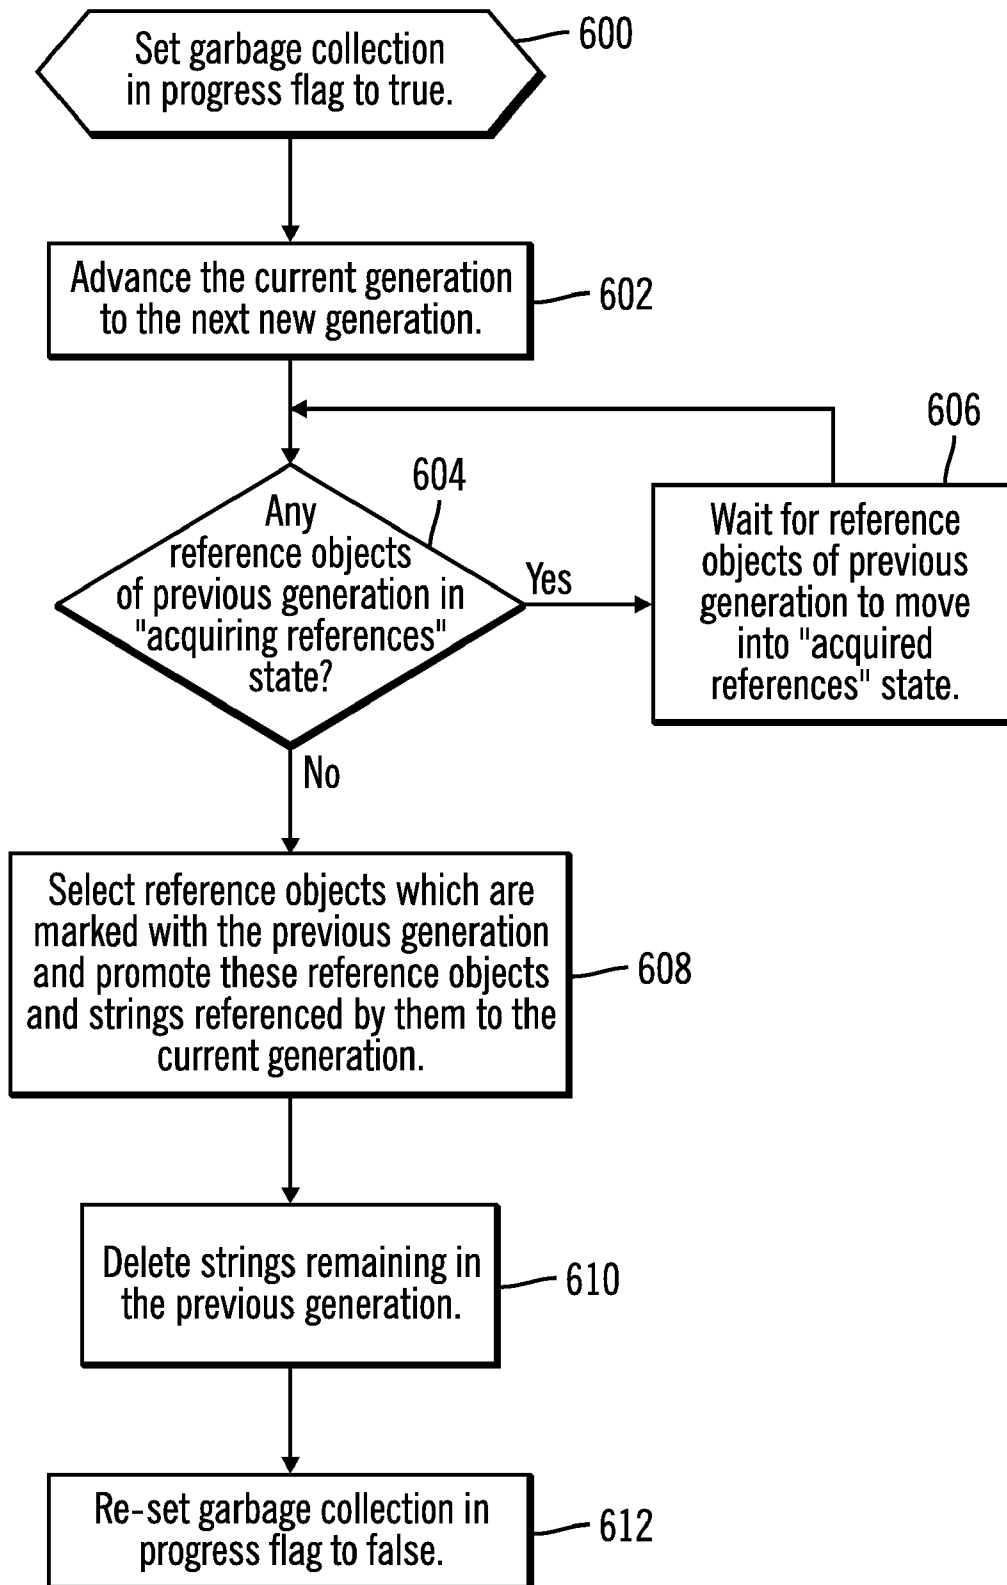 Set garbage collection
in progress flag to true.
600
Advance the current generation
to the next new generation.
602
606
604
Any
reference objects
of previous generation in
"acquiring references"
state?
Yes
Wait for reference
objects of previous
generation to move
into "acquired
references" state.
No
Select reference objects which are
marked with the previous generation
and promote these reference objects
and strings referenced by them to the
current generation.
608
Delete strings remaining in
the previous generation.
610
Re-set garbage collection in
progress flag to false.
612